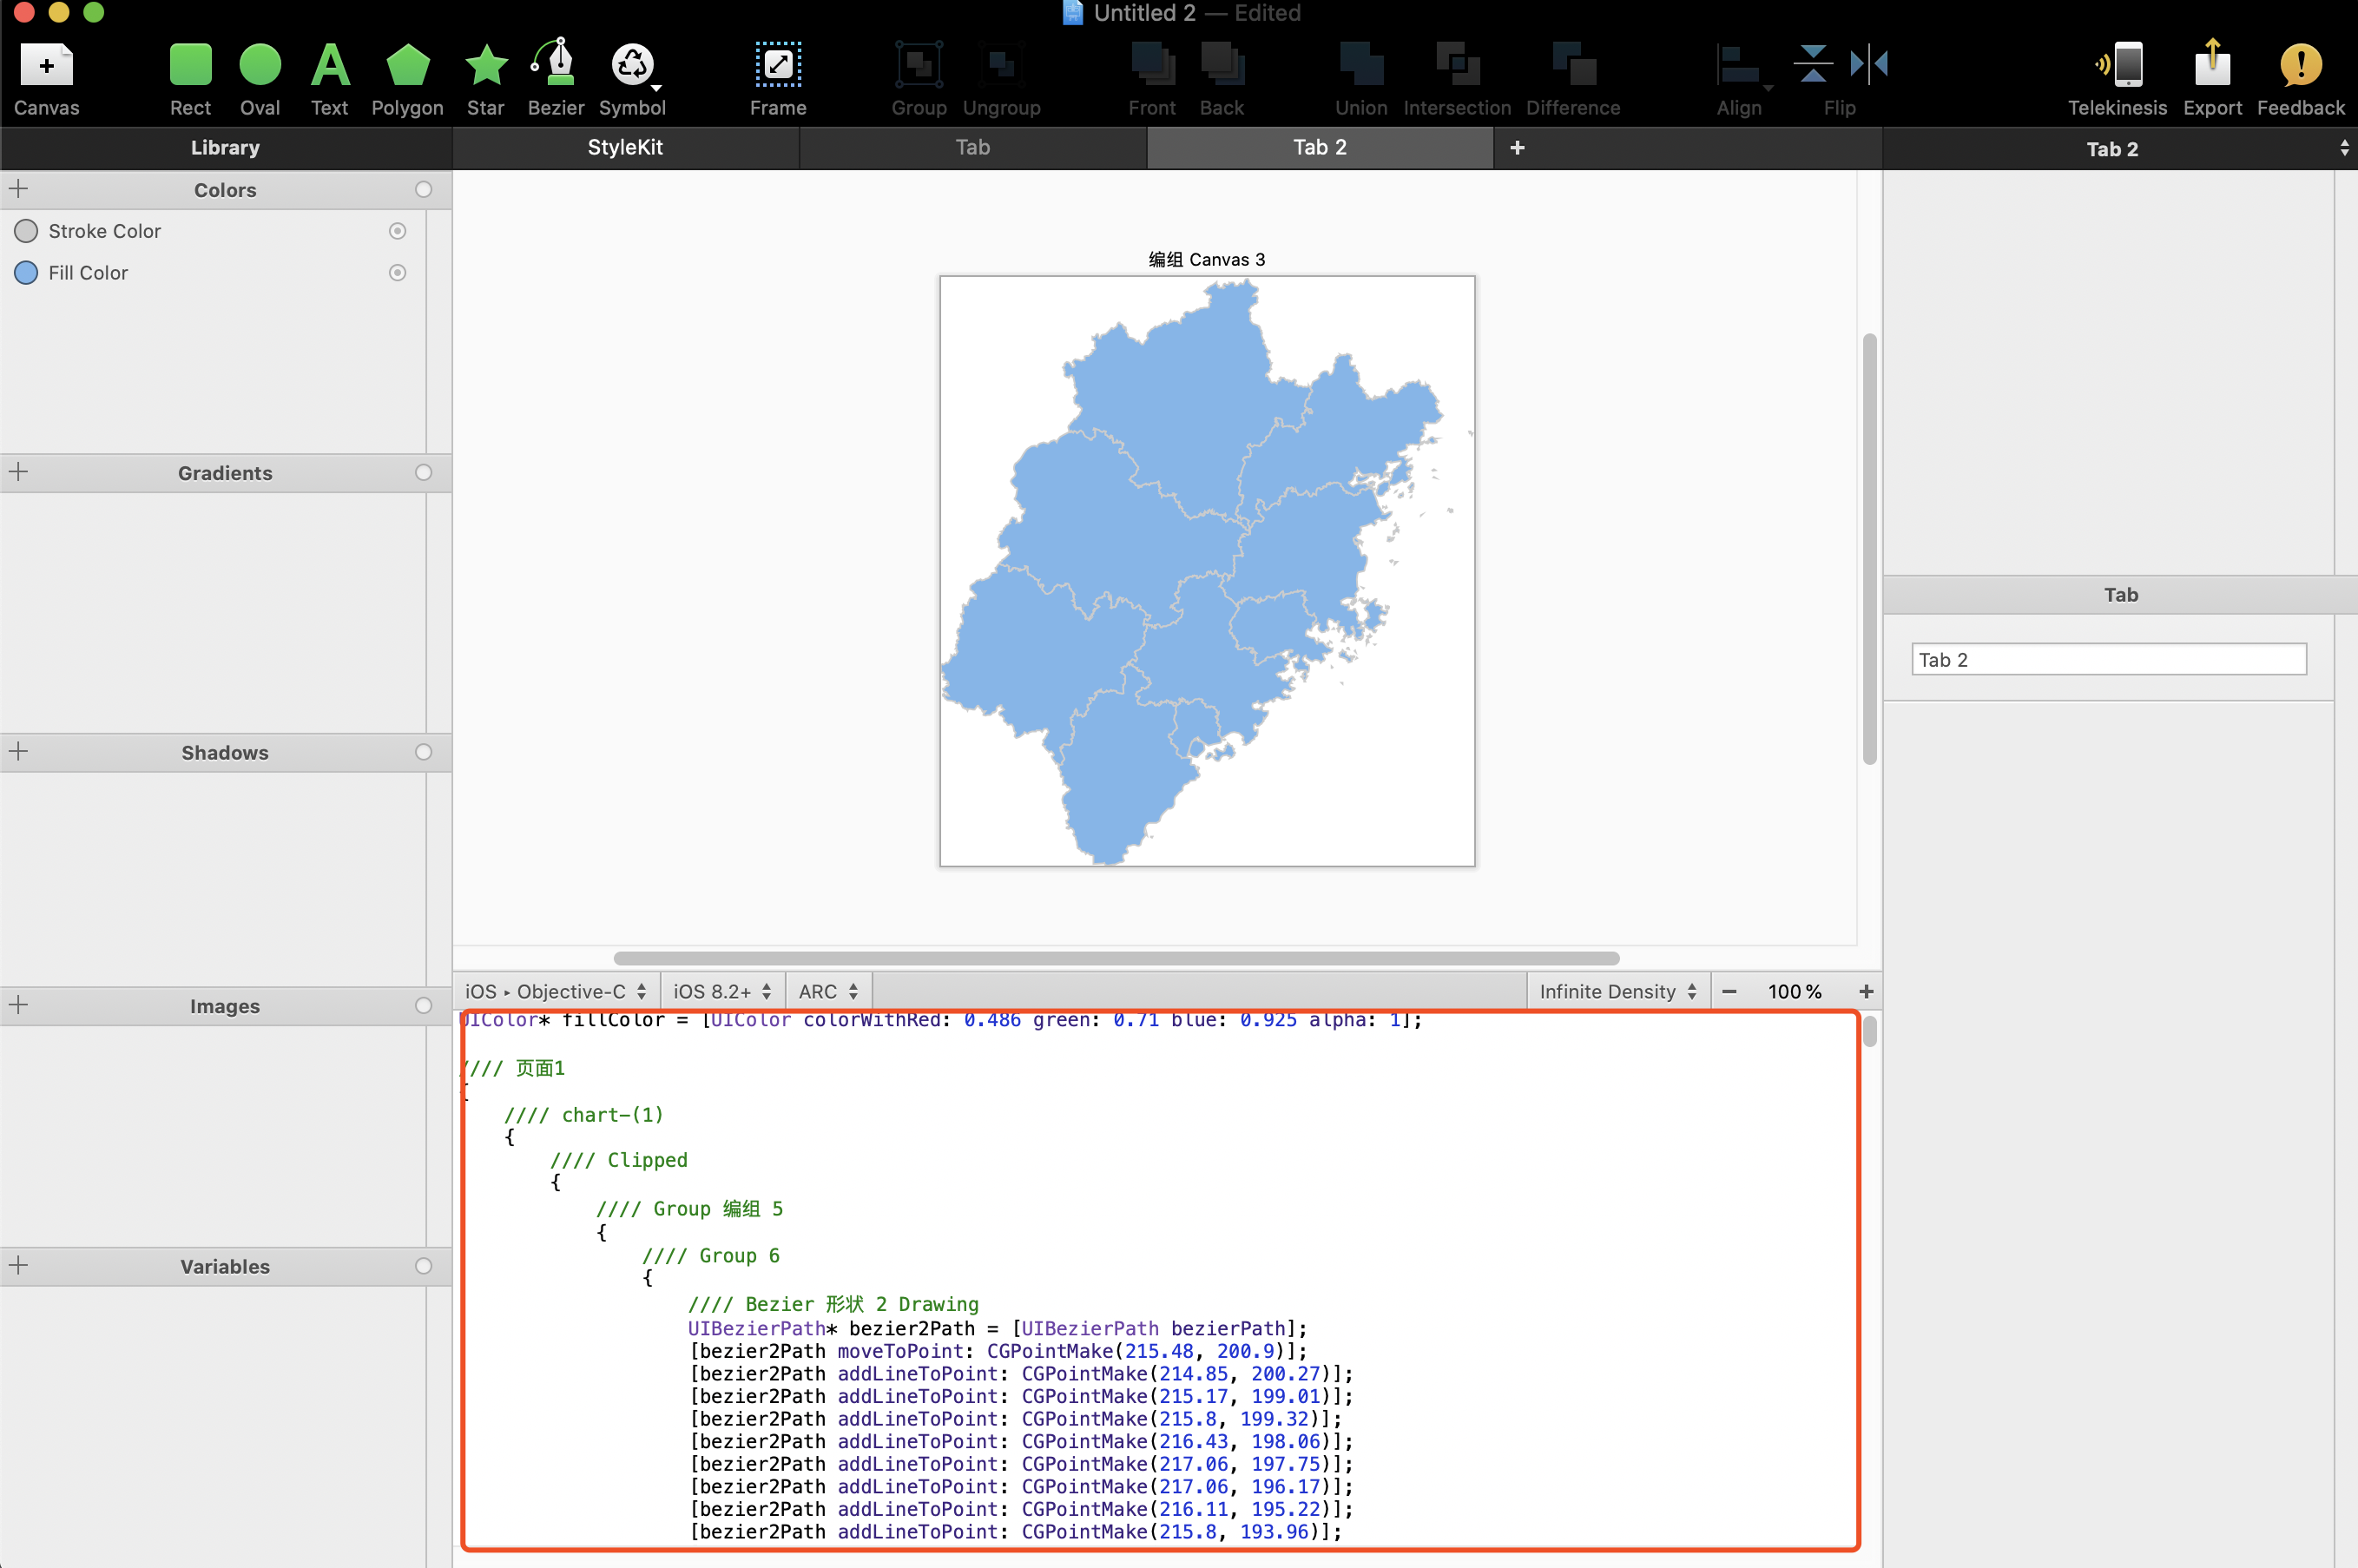 Untitled 2 — Edited
Canvas Rect Oval Text Polygon Star Bezier Symbol Frame Group Ungroup Front Back Union Intersection Difference Align Flip Telekinesis Export Feedback
Library StyleKit Tab Tab 2 + Tab 2
Colors
Stroke Color
Fill Color
Gradients
Shadows
Images
Variables
编组 Canvas 3
Tab
Tab 2
iOS ▸ Objective-C iOS 8.2+ ARC Infinite Density − 100 % +
UIColor* fillColor = [UIColor colorWithRed: 0.486 green: 0.71 blue: 0.925 alpha: 1];
//// 页面1
{
//// chart-(1)
{
//// Clipped
{
//// Group 编组 5
{
//// Group 6
{
//// Bezier 形状 2 Drawing
UIBezierPath* bezier2Path = [UIBezierPath bezierPath];
[bezier2Path moveToPoint: CGPointMake(215.48, 200.9)];
[bezier2Path addLineToPoint: CGPointMake(214.85, 200.27)];
[bezier2Path addLineToPoint: CGPointMake(215.17, 199.01)];
[bezier2Path addLineToPoint: CGPointMake(215.8, 199.32)];
[bezier2Path addLineToPoint: CGPointMake(216.43, 198.06)];
[bezier2Path addLineToPoint: CGPointMake(217.06, 197.75)];
[bezier2Path addLineToPoint: CGPointMake(217.06, 196.17)];
[bezier2Path addLineToPoint: CGPointMake(216.11, 195.22)];
[bezier2Path addLineToPoint: CGPointMake(215.8, 193.96)];